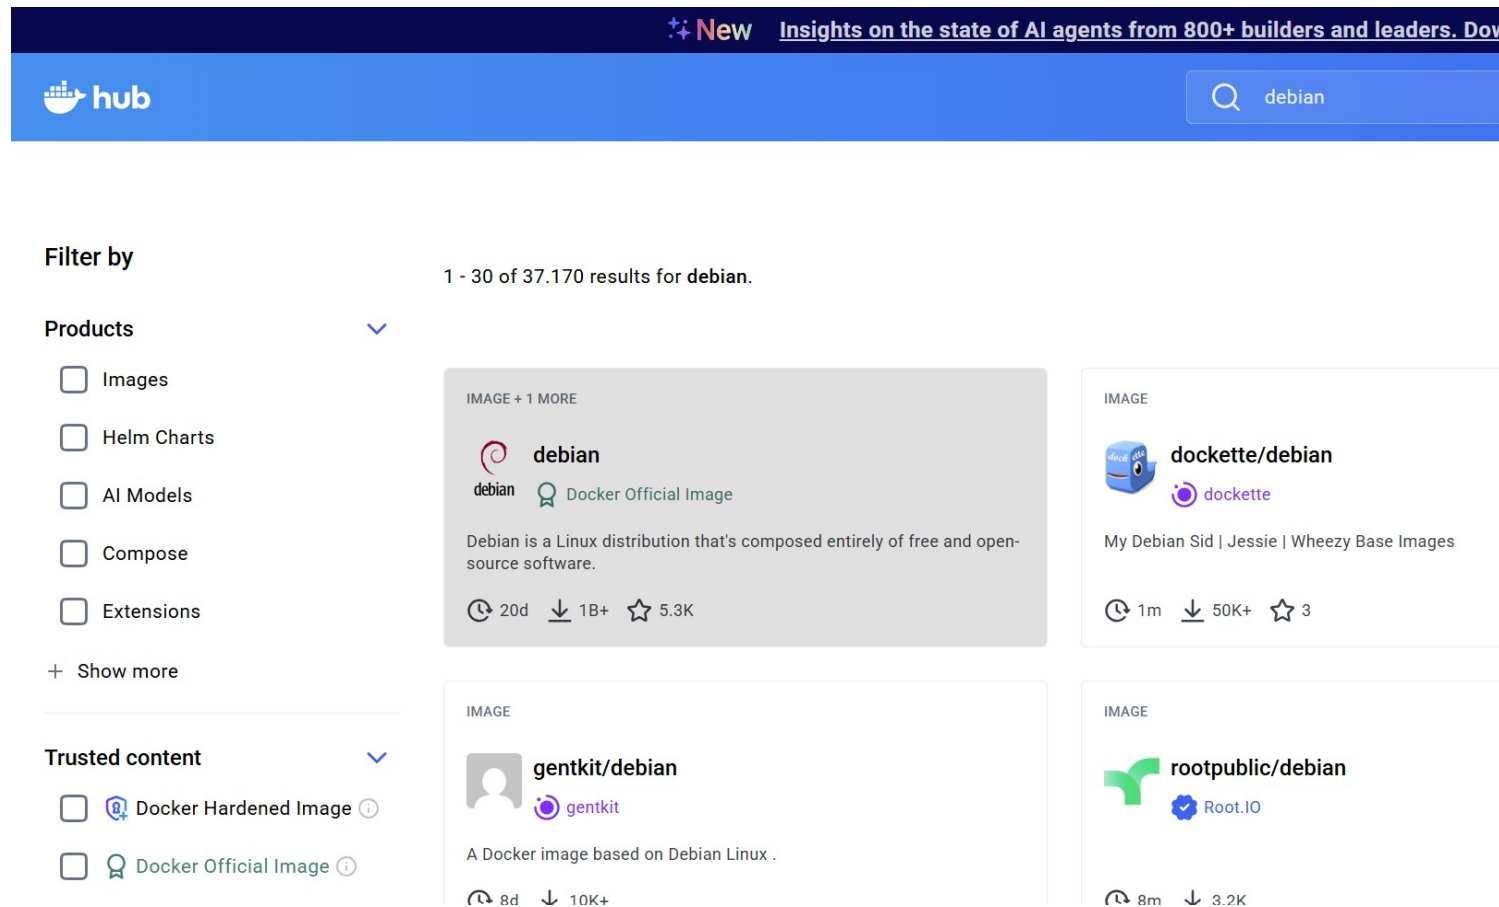 New Insights on the state of AI agents from 800+ builders and leaders.
hub
debian
Filter by
1 - 30 of 37.170 results for debian.
Products
Images
Helm Charts
AI Models
Compose
Extensions
Show more
Trusted content
Docker Hardened Image
Docker Official Image
IMAGE + 1 MORE
debian
debian
Docker Official Image
Debian is a Linux distribution that's composed entirely of free and open-
source software.
20d 1B+ 5.3K
IMAGE
dock ette
dockette/debian
dockette
My Debian Sid | Jessie | Wheezy Base Images
1m 50K+ 3
IMAGE
gentkit/debian
gentkit
A Docker image based on Debian Linux .
8d 10K+
IMAGE
rootpublic/debian
Root.IO
8m 3.2K